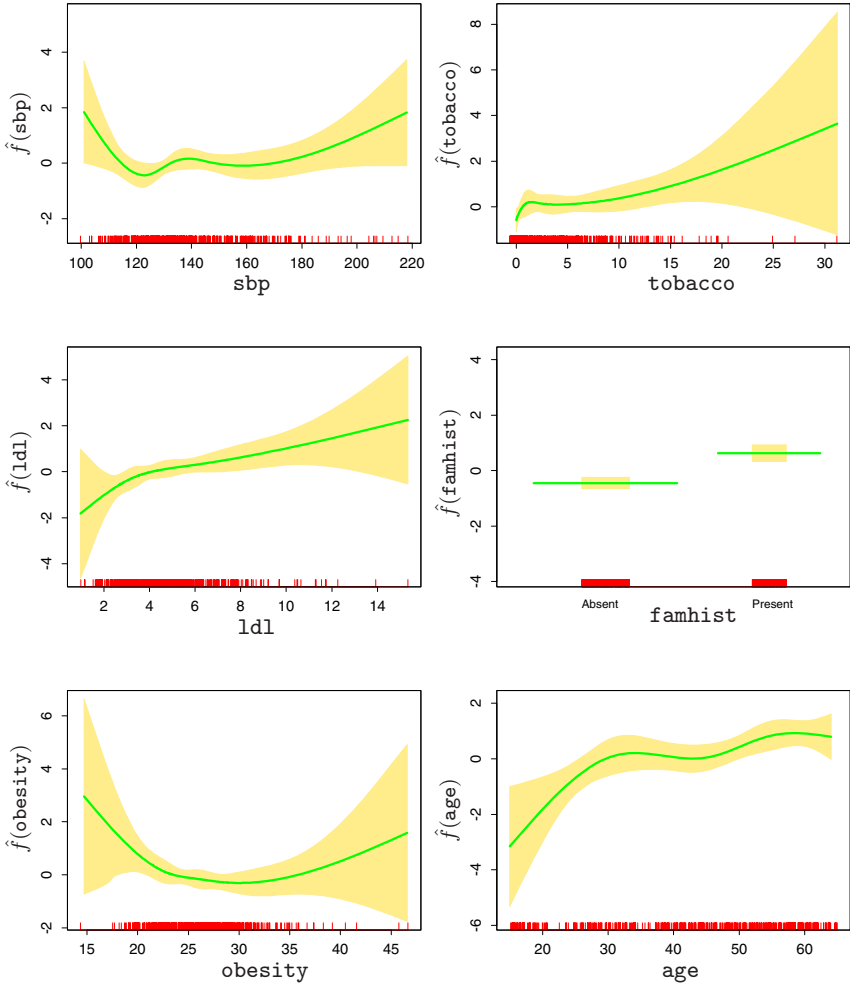 f̂(sbp)
4
2
0
-2
100 120 140 160 180 200 220
sbp
f̂(tobacco)
8
6
4
2
0
0 5 10 15 20 25 30
tobacco
f̂(ldl)
4
2
0
-2
-4
2 4 6 8 10 12 14
ldl
f̂(famhist)
4
2
0
-2
-4
Absent Present
famhist
f̂(obesity)
6
4
2
0
-2
15 20 25 30 35 40 45
obesity
f̂(age)
2
0
-2
-4
-6
20 30 40 50 60
age